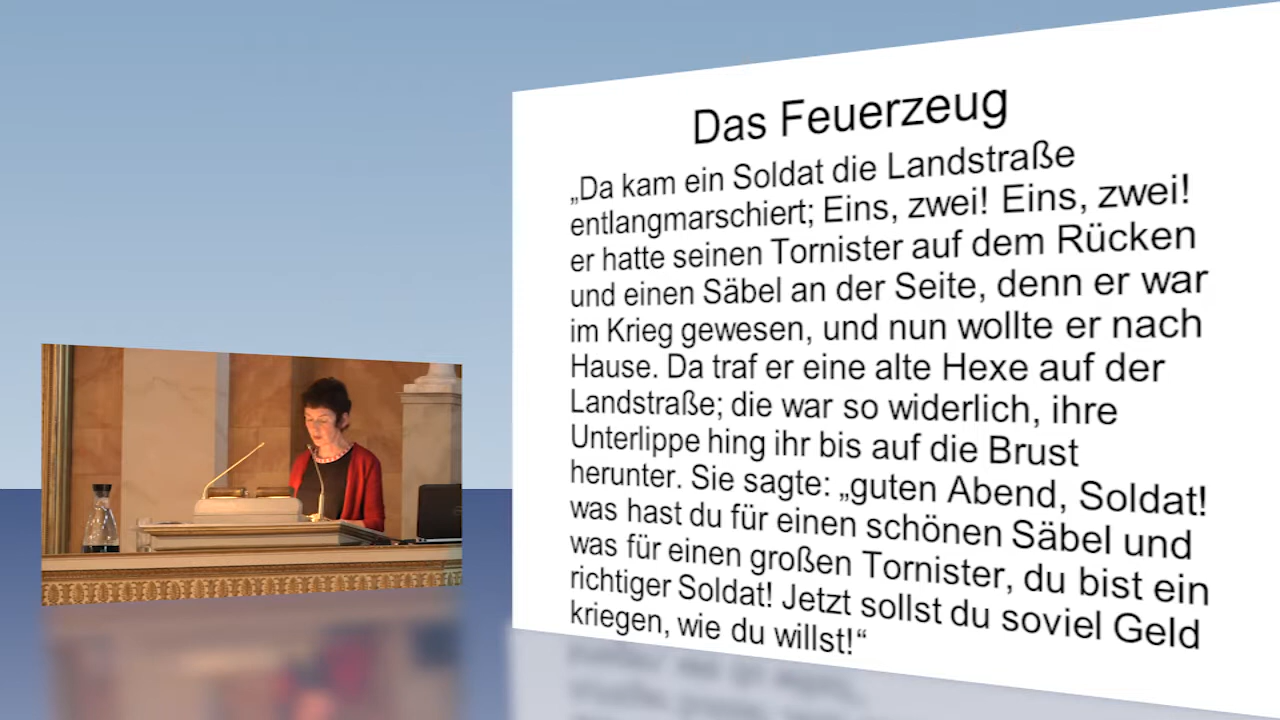 Das Feuerzeug
„Da kam ein Soldat die Landstraße
entlangmarschiert; Eins, zwei! Eins, zwei!
er hatte seinen Tornister auf dem Rücken
und einen Säbel an der Seite, denn er war
im Krieg gewesen, und nun wollte er nach
Hause. Da traf er eine alte Hexe auf der
Landstraße; die war so widerlich, ihre
Unterlippe hing ihr bis auf die Brust
herunter. Sie sagte: „guten Abend, Soldat!
was hast du für einen schönen Säbel und
was für einen großen Tornister, du bist ein
richtiger Soldat! Jetzt sollst du soviel Geld
kriegen, wie du willst!“